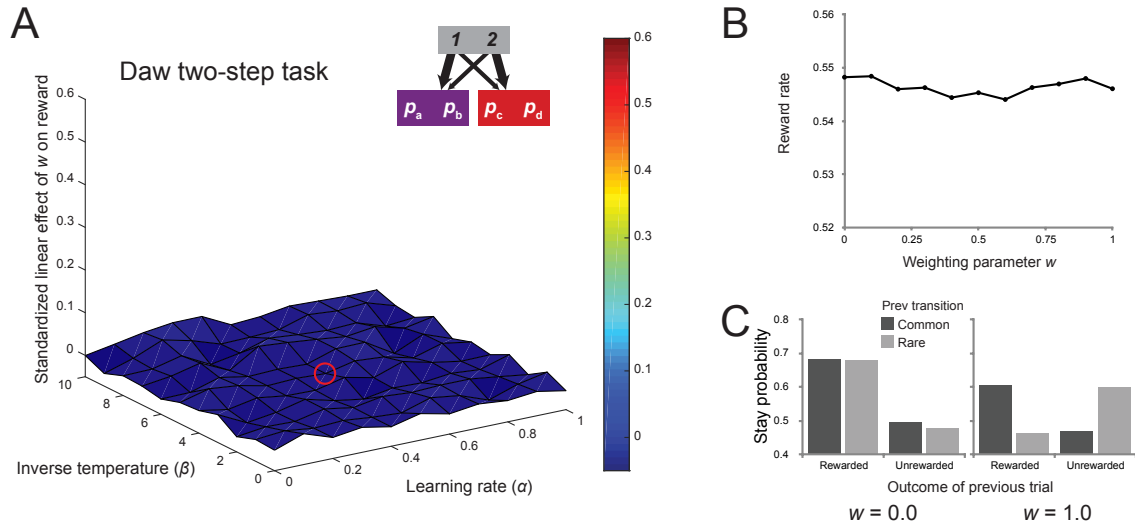 A
Daw two-step task
1 2
p_a p_b p_c p_d
Standardized linear effect of w on reward
0.6
0.5
0.4
0.3
0.2
0.1
0
10
8
6
4
2
0
Inverse temperature (β)
0
0.2
0.4
0.6
0.8
1
Learning rate (α)
0.6
0.5
0.4
0.3
0.2
0.1
0
B
Reward rate
0.56
0.55
0.54
0.53
0.52
0 0.25 0.5 0.75 1
Weighting parameter w
C
Prev transition
Common
Rare
Stay probability
0.8
0.7
0.6
0.5
0.4
Rewarded Unrewarded Rewarded Unrewarded
Outcome of previous trial
w = 0.0 w = 1.0